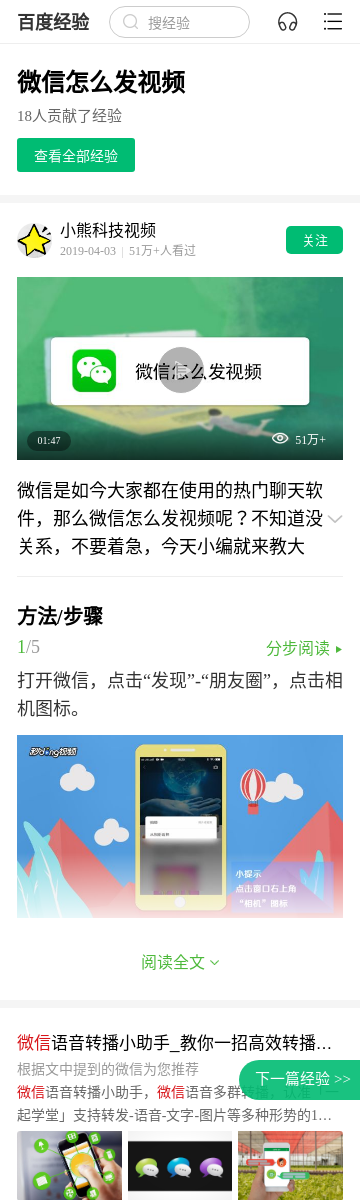 百度经验
搜经验
微信怎么发视频
18人贡献了经验
查看全部经验
小熊科技视频
2019-04-03 | 51万+人看过
关注
微信怎么发视频
01:47
51万+
微信是如今大家都在使用的热门聊天软
件，那么微信怎么发视频呢？不知道没
关系，不要着急，今天小编就来教大
方法/步骤
1/5
分步阅读
打开微信，点击“发现”-“朋友圈”，点击相
机图标。
秒ding视频
小提示
点击窗口右上角
“相机”图标
阅读全文
微信语音转播小助手_教你一招高效转播…
根据文中提到的微信为您推荐
下一篇经验 >>
微信语音转播小助手，微信语音多群转播，认准「一
起学堂」支持转发-语音-文字-图片等多种形势的1…